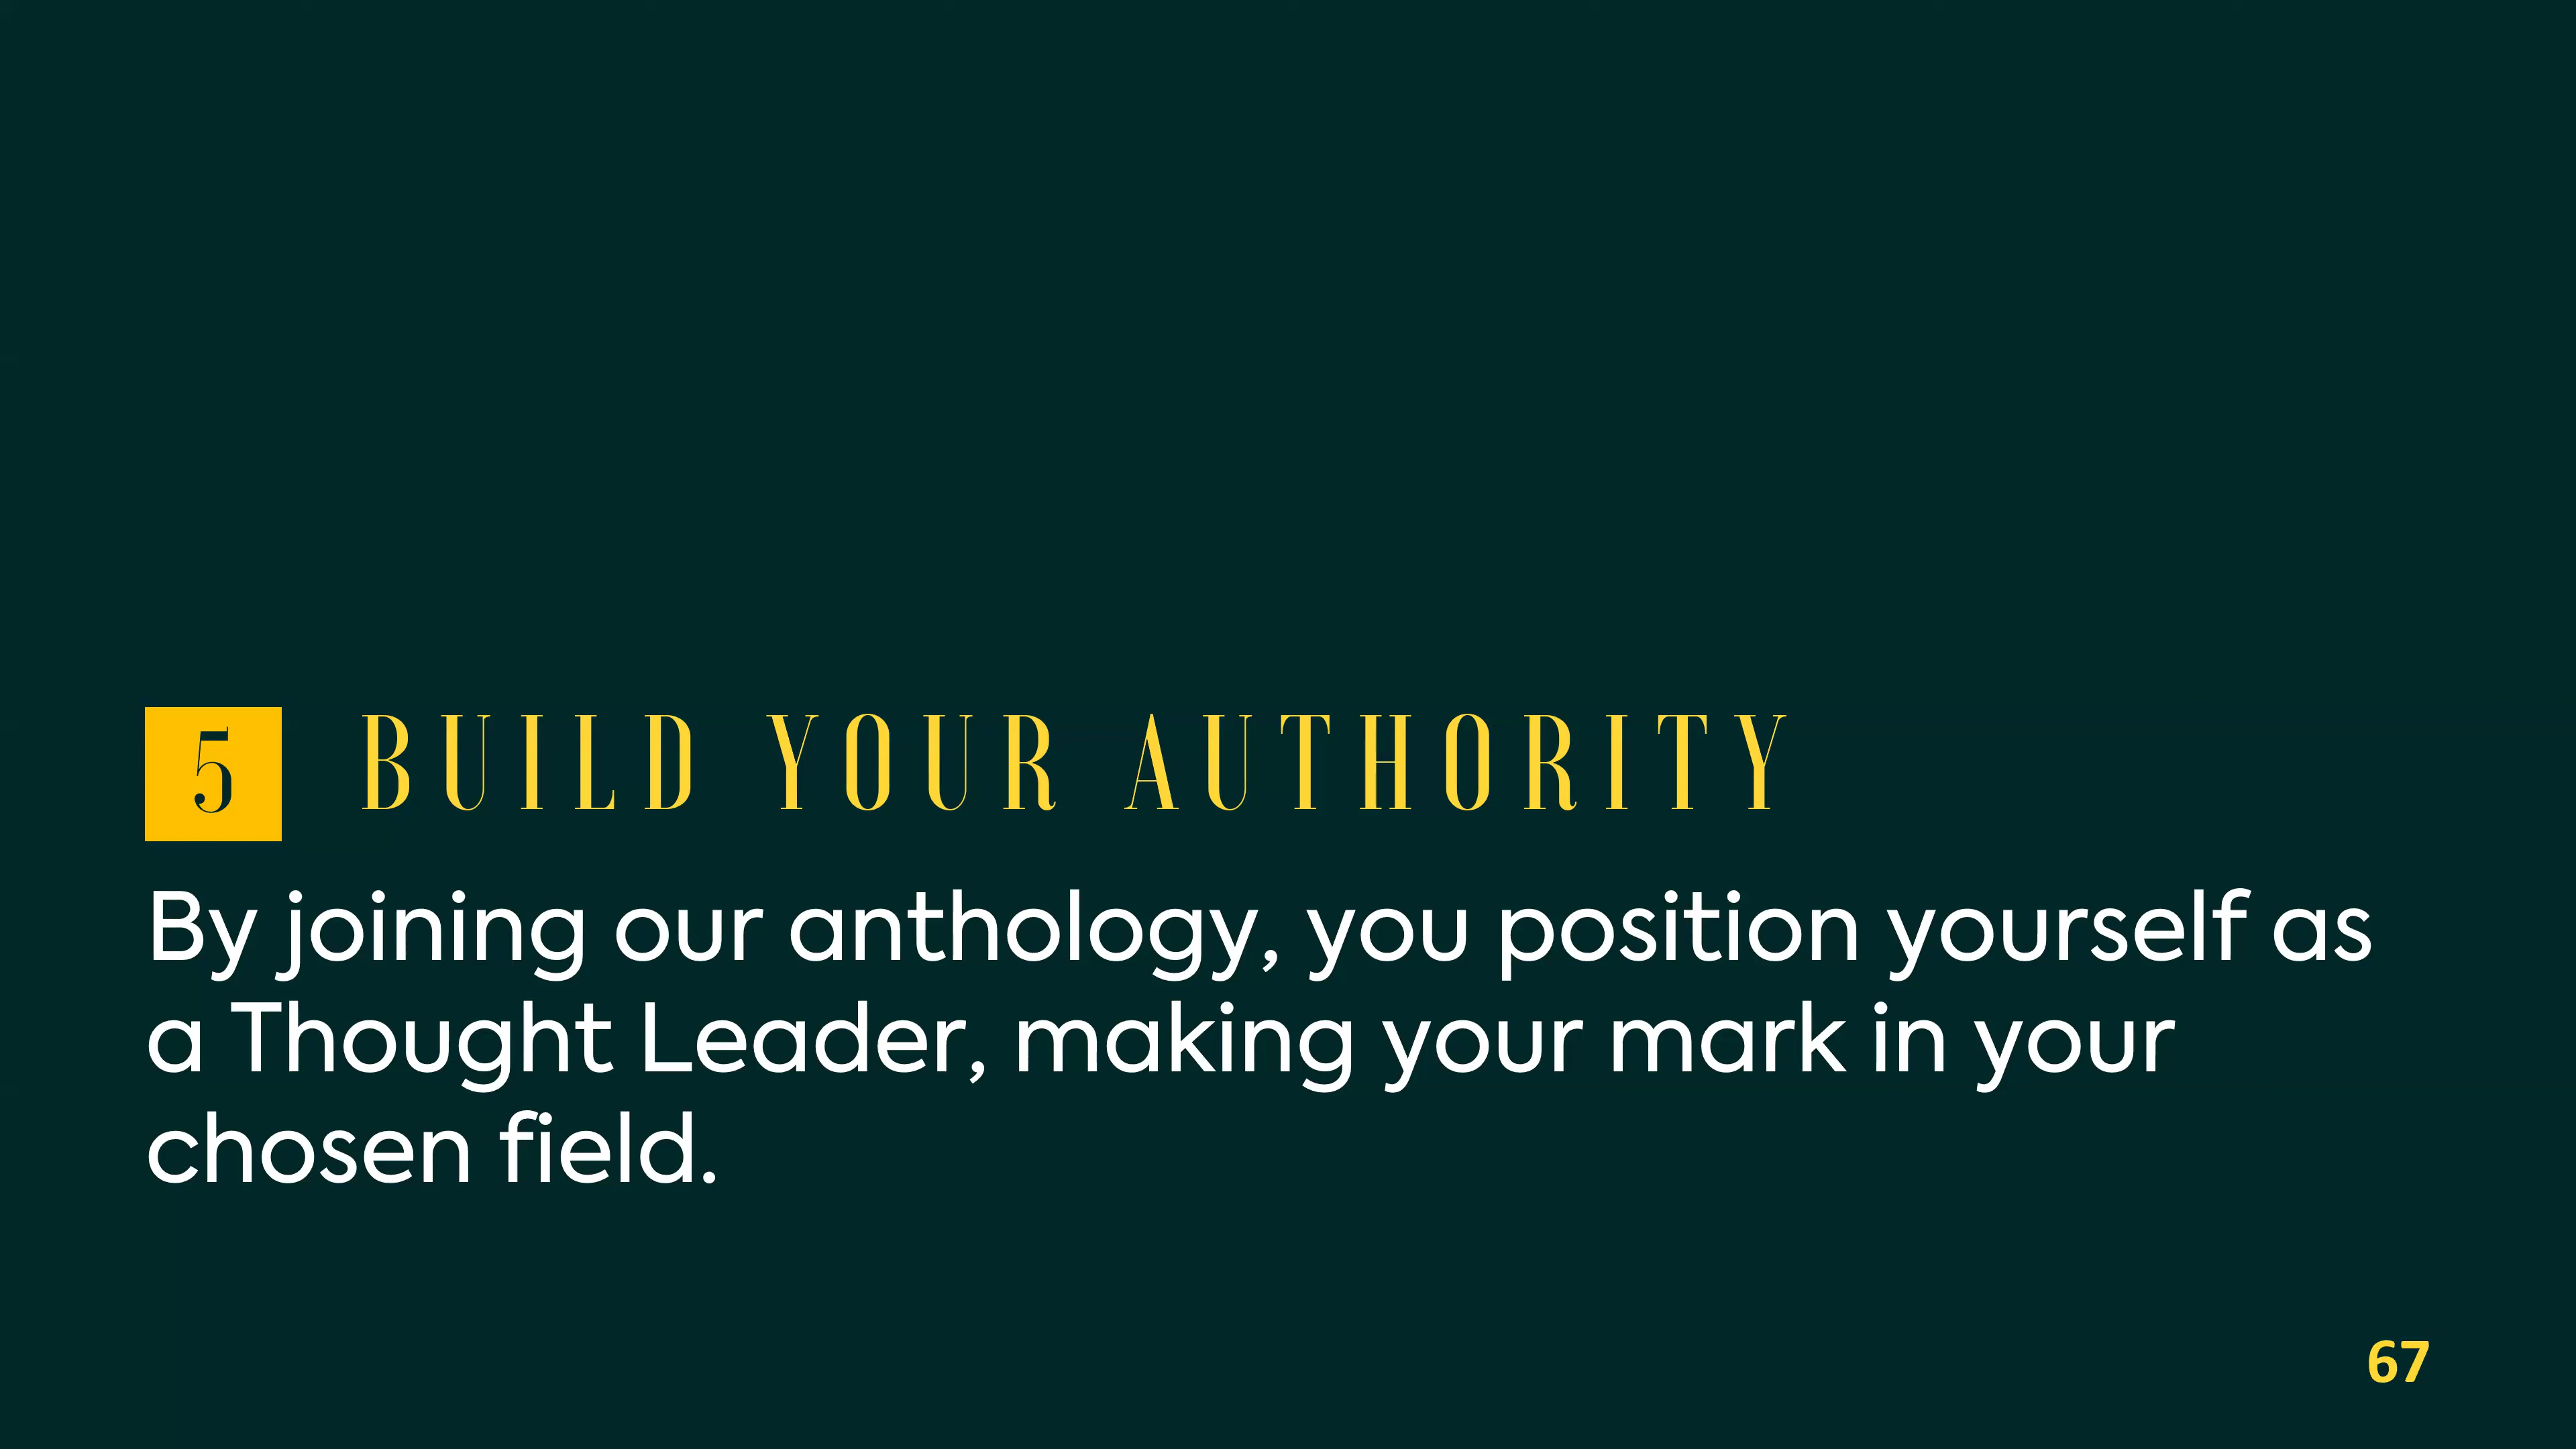 5 BUILD YOUR AUTHORITY
By joining our anthology, you position yourself as
a Thought Leader, making your mark in your
chosen field.
67